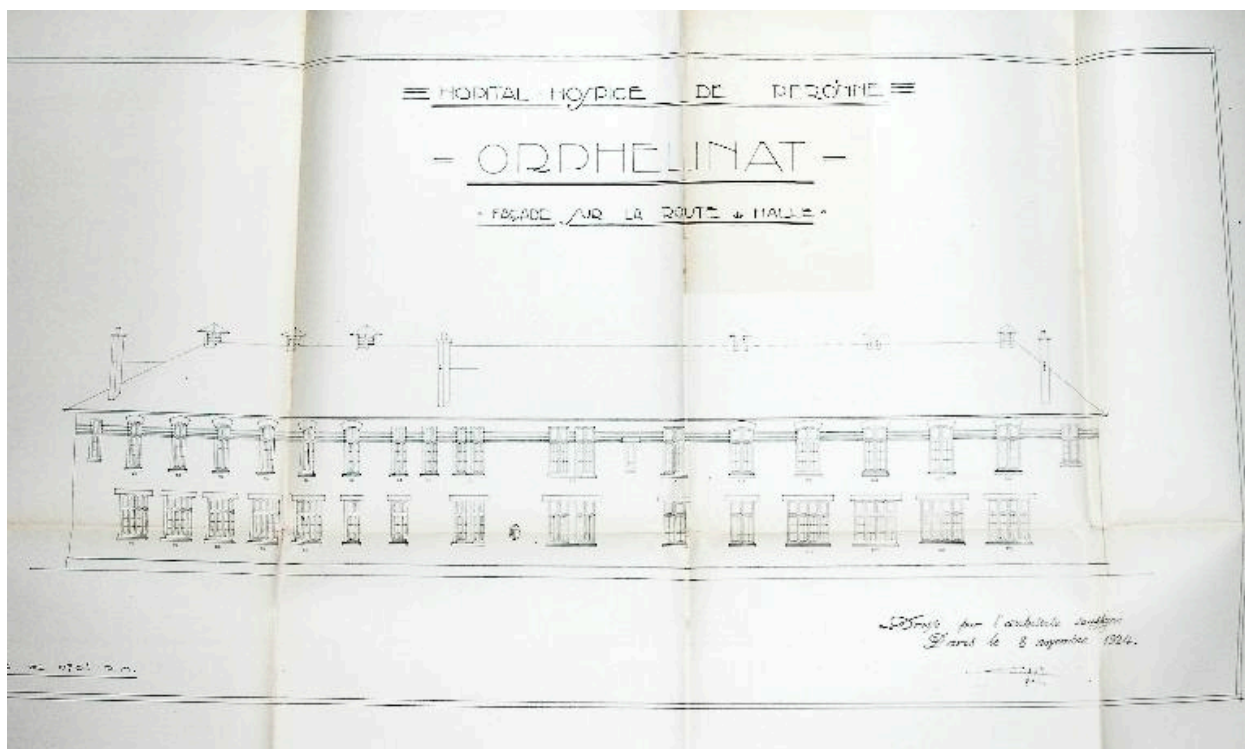 HOPITAL-HOSPICE DE PERONNE
- ORPHELINAT -
FAÇADE SUR LA ROUTE de HALLE
Dressé par l'architecte soussigné
Paris le 8 novembre 1924.